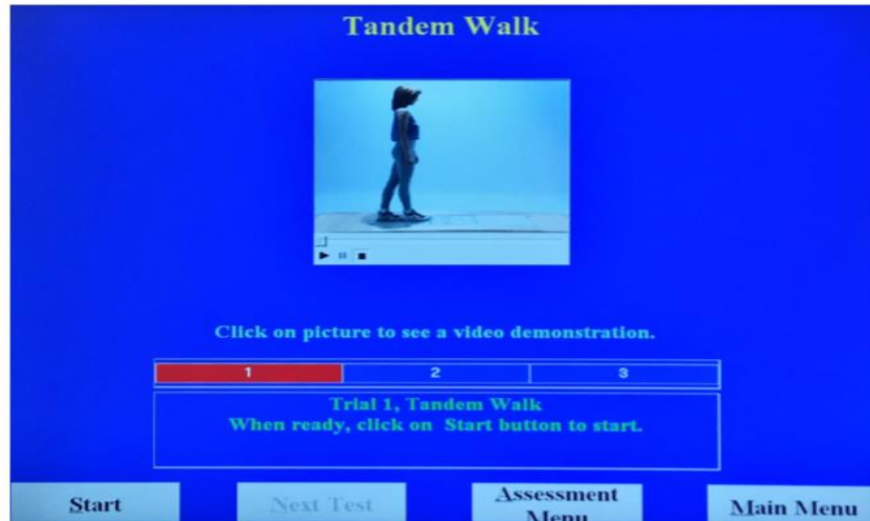 Tandem Walk
Click on picture to see a video demonstration.
1 2 3
Trial 1, Tandem Walk
When ready, click on Start button to start.
Start
Next Test
Assessment
Menu
Main Menu